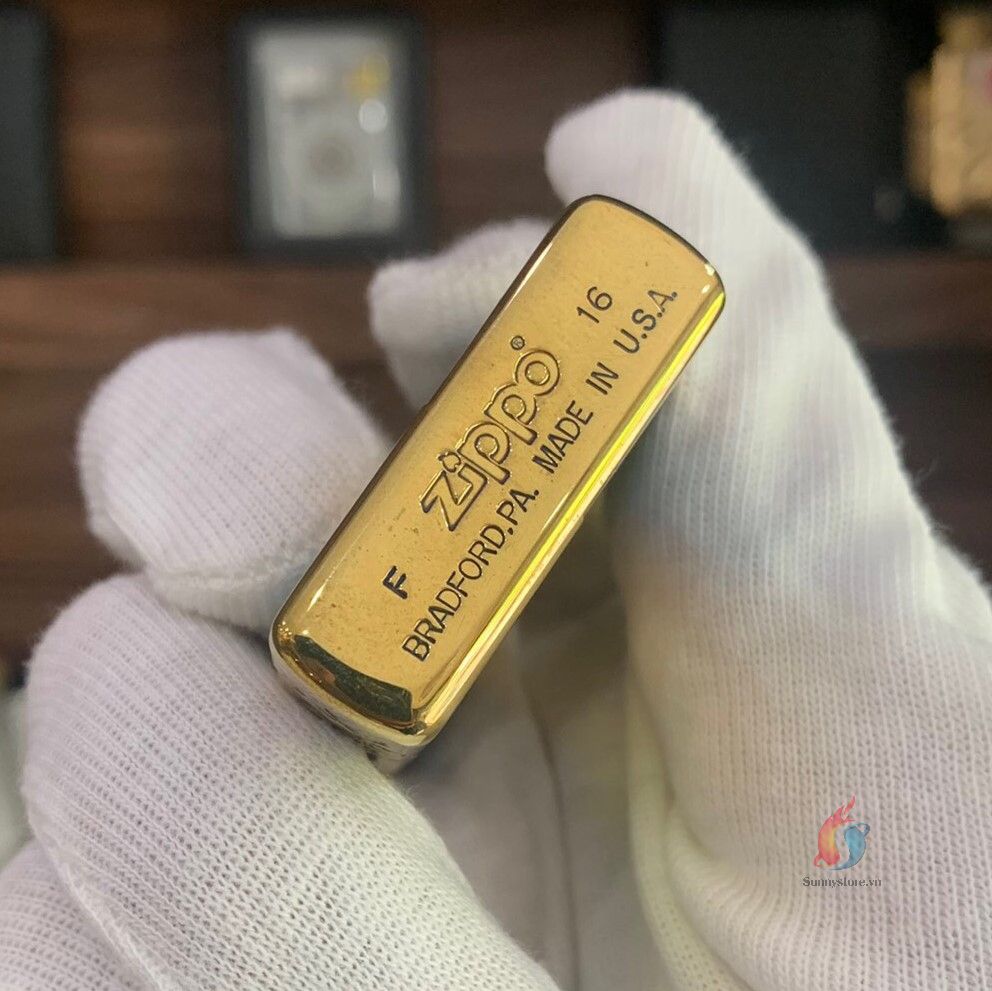 F Zippo® 16
BRADFORD,PA. MADE IN U.S.A.
Sunnystore.vn